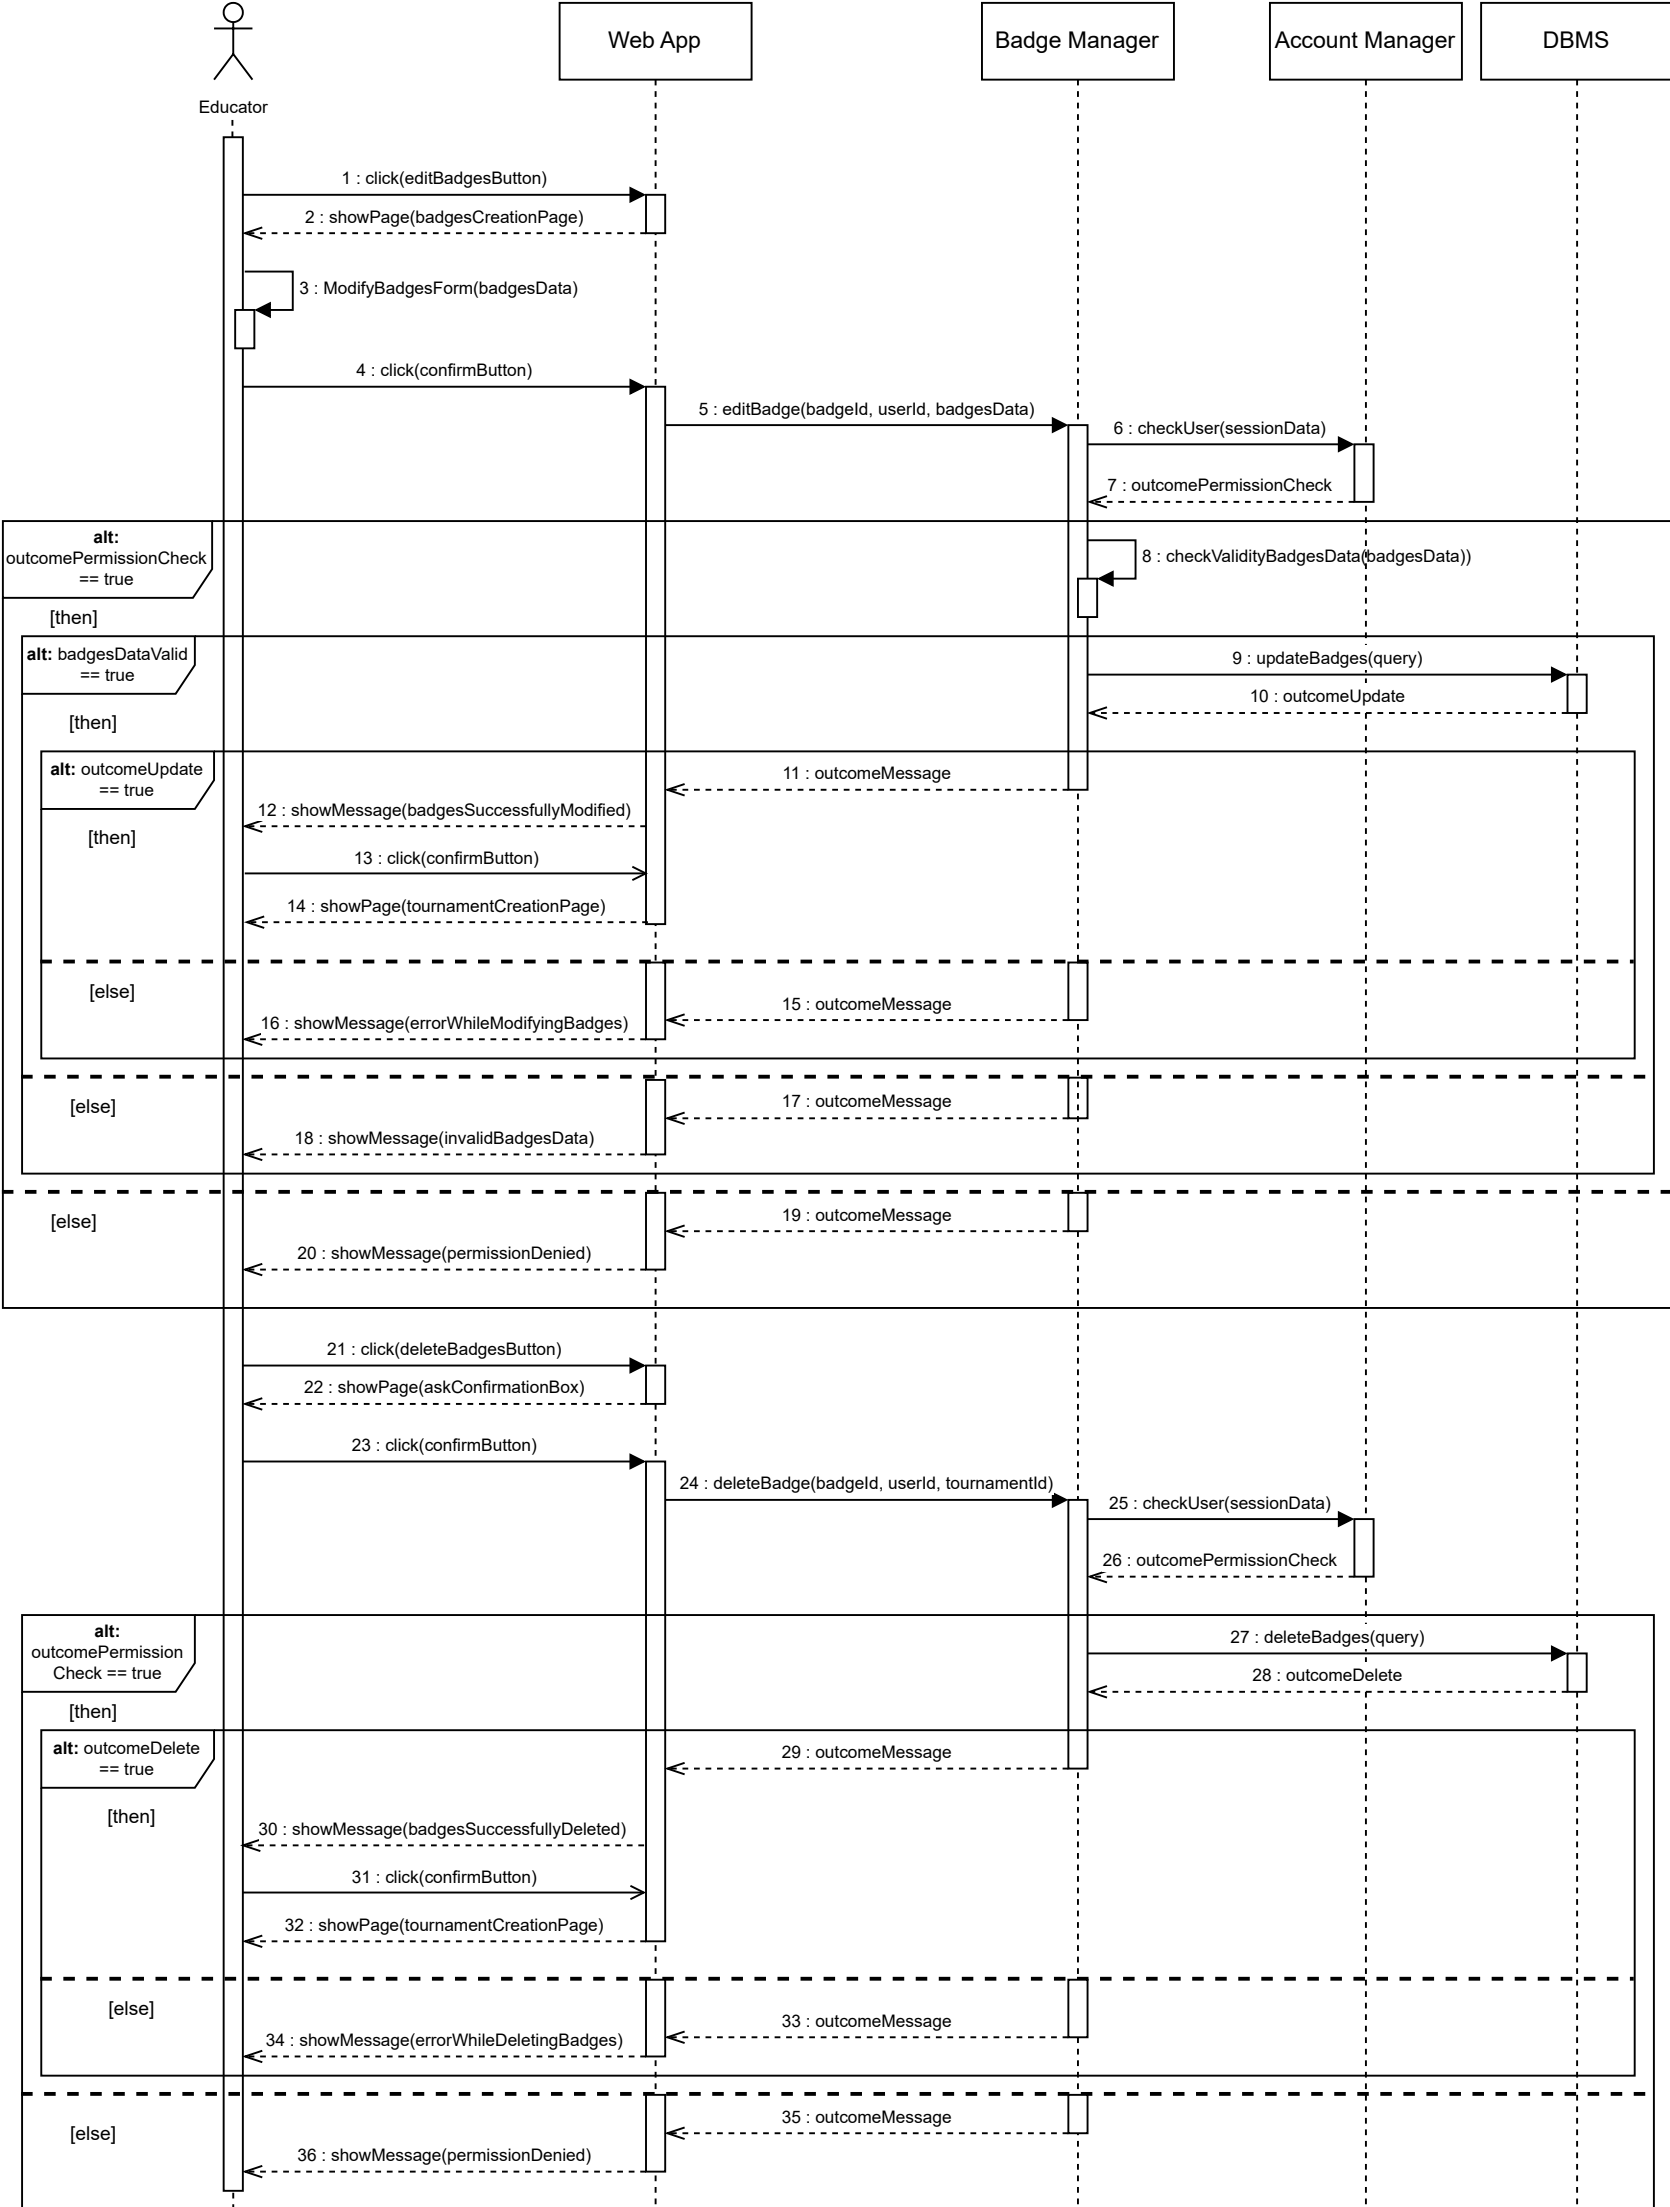 Web App
Badge Manager
Account Manager
DBMS
Educator
1 : click(editBadgesButton)
2 : showPage(badgesCreationPage)
3 : ModifyBadgesForm(badgesData)
4 : click(confirmButton)
5 : editBadge(badgeId, userId, badgesData)
6 : checkUser(sessionData)
7 : outcomePermissionCheck
alt:
outcomePermissionCheck
== true
8 : checkValidityBadgesData(badgesData))
[then]
alt: badgesDataValid
== true
9 : updateBadges(query)
10 : outcomeUpdate
[then]
alt: outcomeUpdate
== true
11 : outcomeMessage
12 : showMessage(badgesSuccessfullyModified)
[then]
13 : click(confirmButton)
14 : showPage(tournamentCreationPage)
[else]
15 : outcomeMessage
16 : showMessage(errorWhileModifyingBadges)
[else]
17 : outcomeMessage
18 : showMessage(invalidBadgesData)
[else]
19 : outcomeMessage
20 : showMessage(permissionDenied)
21 : click(deleteBadgesButton)
22 : showPage(askConfirmationBox)
23 : click(confirmButton)
24 : deleteBadge(badgeId, userId, tournamentId)
25 : checkUser(sessionData)
26 : outcomePermissionCheck
alt:
outcomePermission
Check == true
27 : deleteBadges(query)
28 : outcomeDelete
[then]
alt: outcomeDelete
== true
29 : outcomeMessage
[then]
30 : showMessage(badgesSuccessfullyDeleted)
31 : click(confirmButton)
32 : showPage(tournamentCreationPage)
[else]
33 : outcomeMessage
34 : showMessage(errorWhileDeletingBadges)
[else]
35 : outcomeMessage
36 : showMessage(permissionDenied)